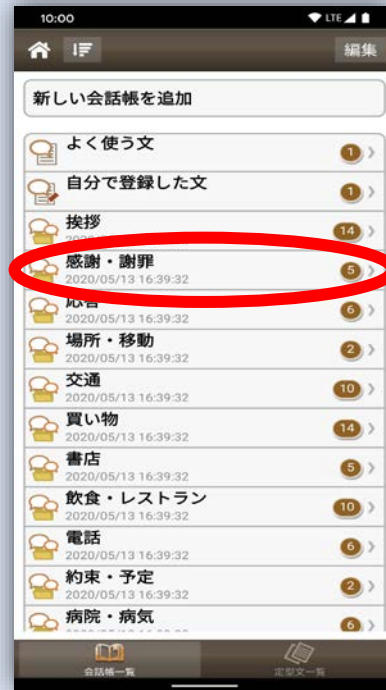 10:00 LTE
編集
新しい会話帳を追加
よく使う文 1
自分で登録した文 1
挨拶 14
感謝・謝罪 5
2020/05/13 16:39:32
応答 6
2020/05/13 16:39:32
場所・移動 2
2020/05/13 16:39:32
交通 10
2020/05/13 16:39:32
買い物 14
2020/05/13 16:39:32
書店 5
2020/05/13 16:39:32
飲食・レストラン 10
2020/05/13 16:39:32
電話 6
2020/05/13 16:39:32
約束・予定 2
2020/05/13 16:39:32
病院・病気 6
会話帳一覧 定型文一覧